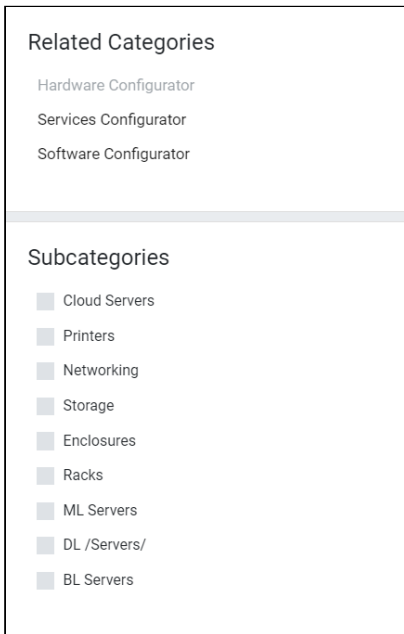 Related Categories
Hardware Configurator
Services Configurator
Software Configurator
Subcategories
Cloud Servers
Printers
Networking
Storage
Enclosures
Racks
ML Servers
DL /Servers/
BL Servers